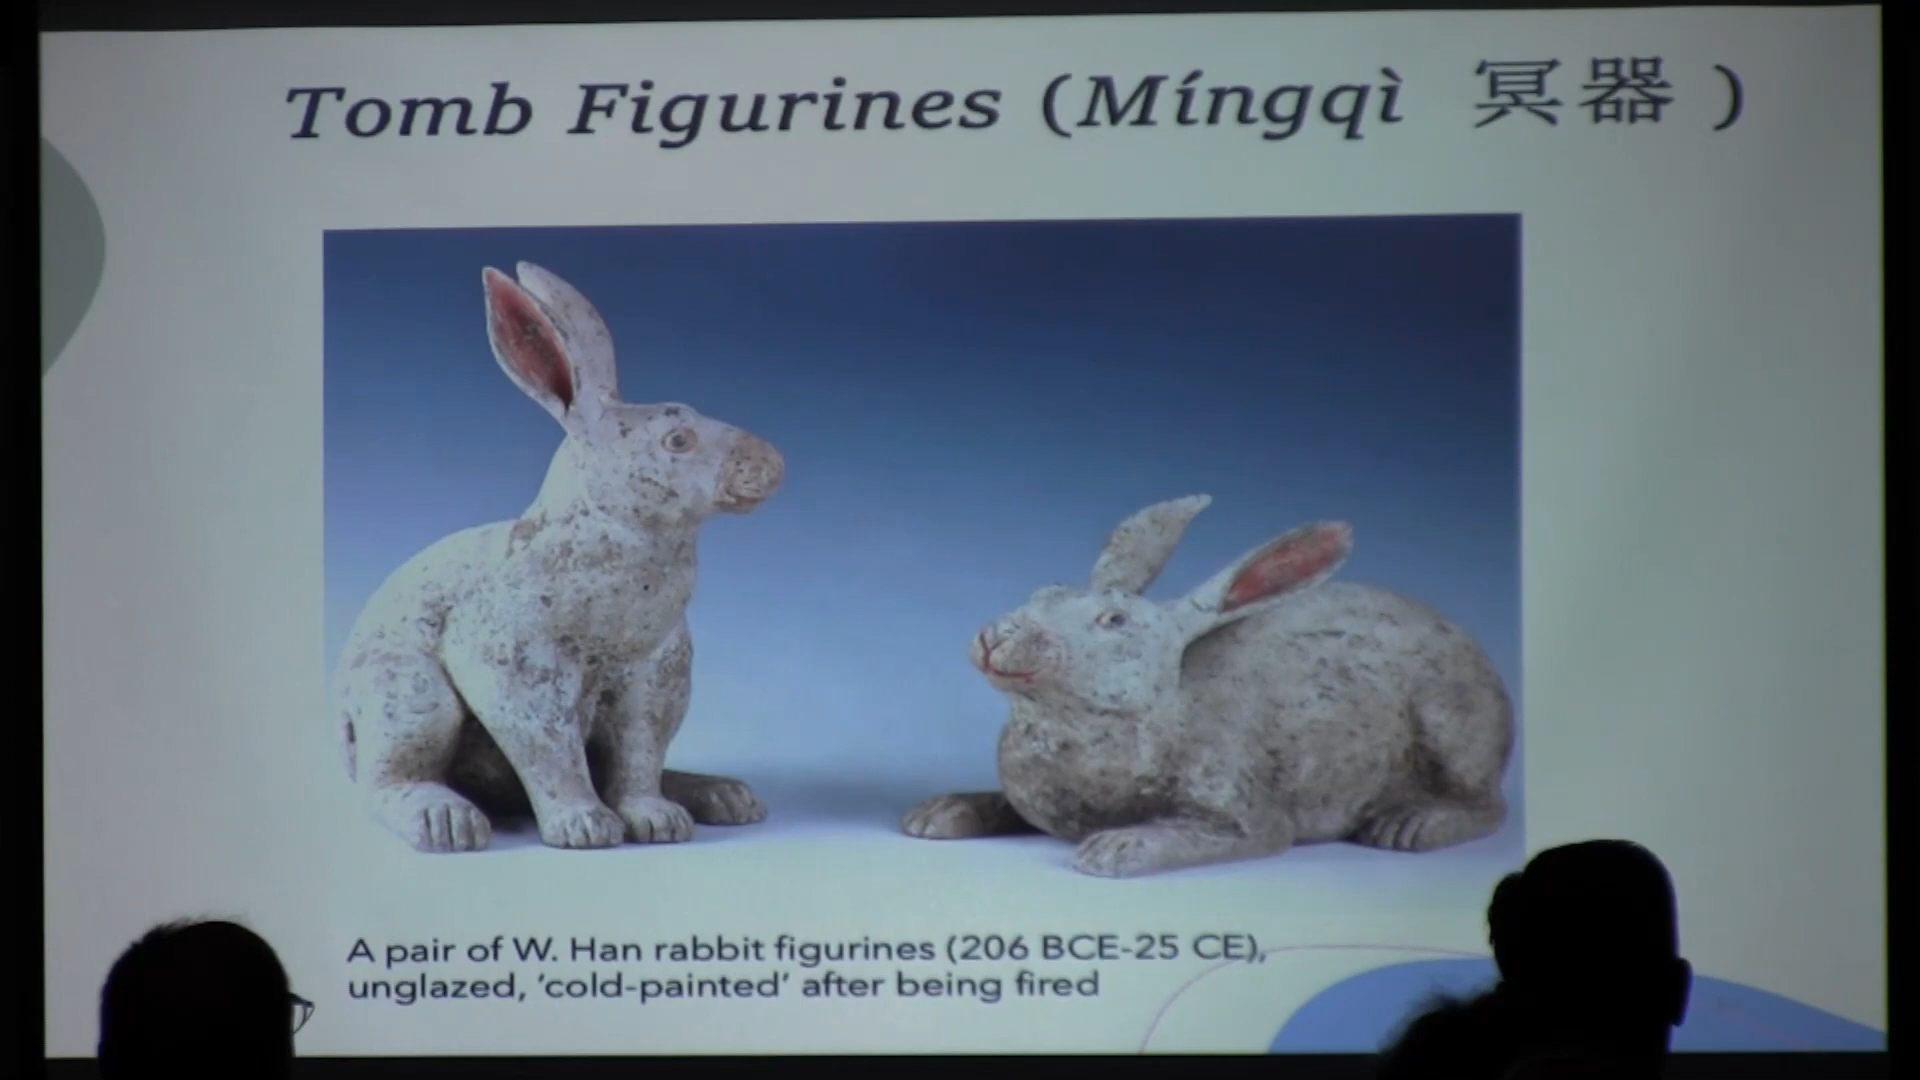 Tomb Figurines (Míngqì 冥器 )
A pair of W. Han rabbit figurines (206 BCE-25 CE),
unglazed, ‘cold-painted’ after being fired